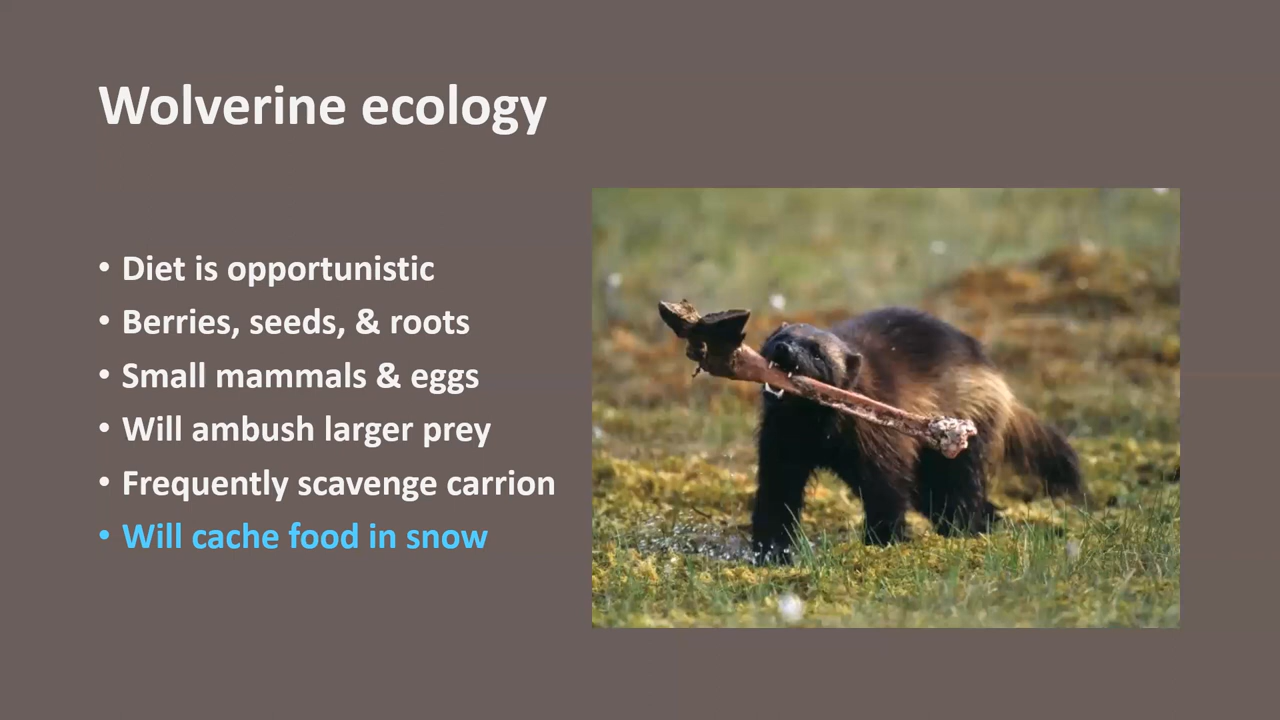 Wolverine ecology
• Diet is opportunistic
• Berries, seeds, & roots
• Small mammals & eggs
• Will ambush larger prey
• Frequently scavenge carrion
• Will cache food in snow